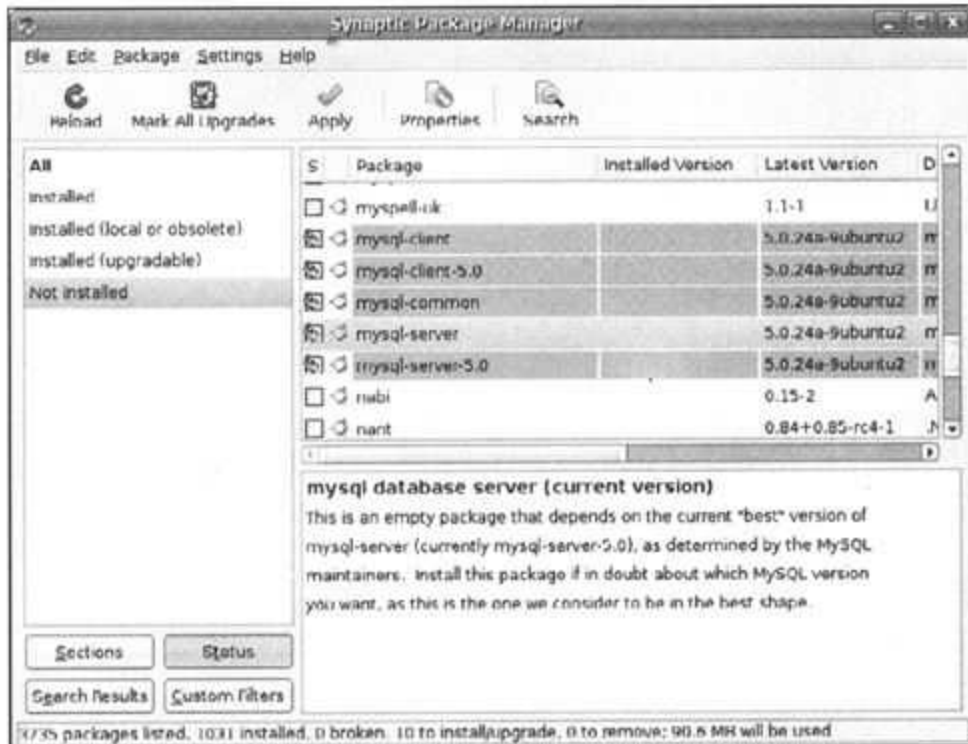 Synaptic Package Manager
File Edit Package Settings Help
Reload Mark All Upgrades Apply Properties Search
All
Installed
Installed (local or obsolete)
Installed (upgradable)
Not installed
S Package Installed Version Latest Version D
myspell-uk 1.1-1 U
mysql-client 5.0.24a-9ubuntu2 m
mysql-client-5.0 5.0.24a-9ubuntu2 m
mysql-common 5.0.24a-9ubuntu2 m
mysql-server 5.0.24a-9ubuntu2 m
mysql-server-5.0 5.0.24a-9ubuntu2 m
nabi 0.15-2 A
nant 0.84+0.85-rc4-1 .N
mysql database server (current version)
This is an empty package that depends on the current "best" version of
mysql-server (currently mysql-server-5.0), as determined by the MySQL
maintainers. Install this package if in doubt about which MySQL version
you want, as this is the one we consider to be in the best shape.
Sections Status
Search Results Custom Filters
3735 packages listed, 1031 installed, 0 broken. 10 to install/upgrade, 0 to remove; 90.6 MB will be used